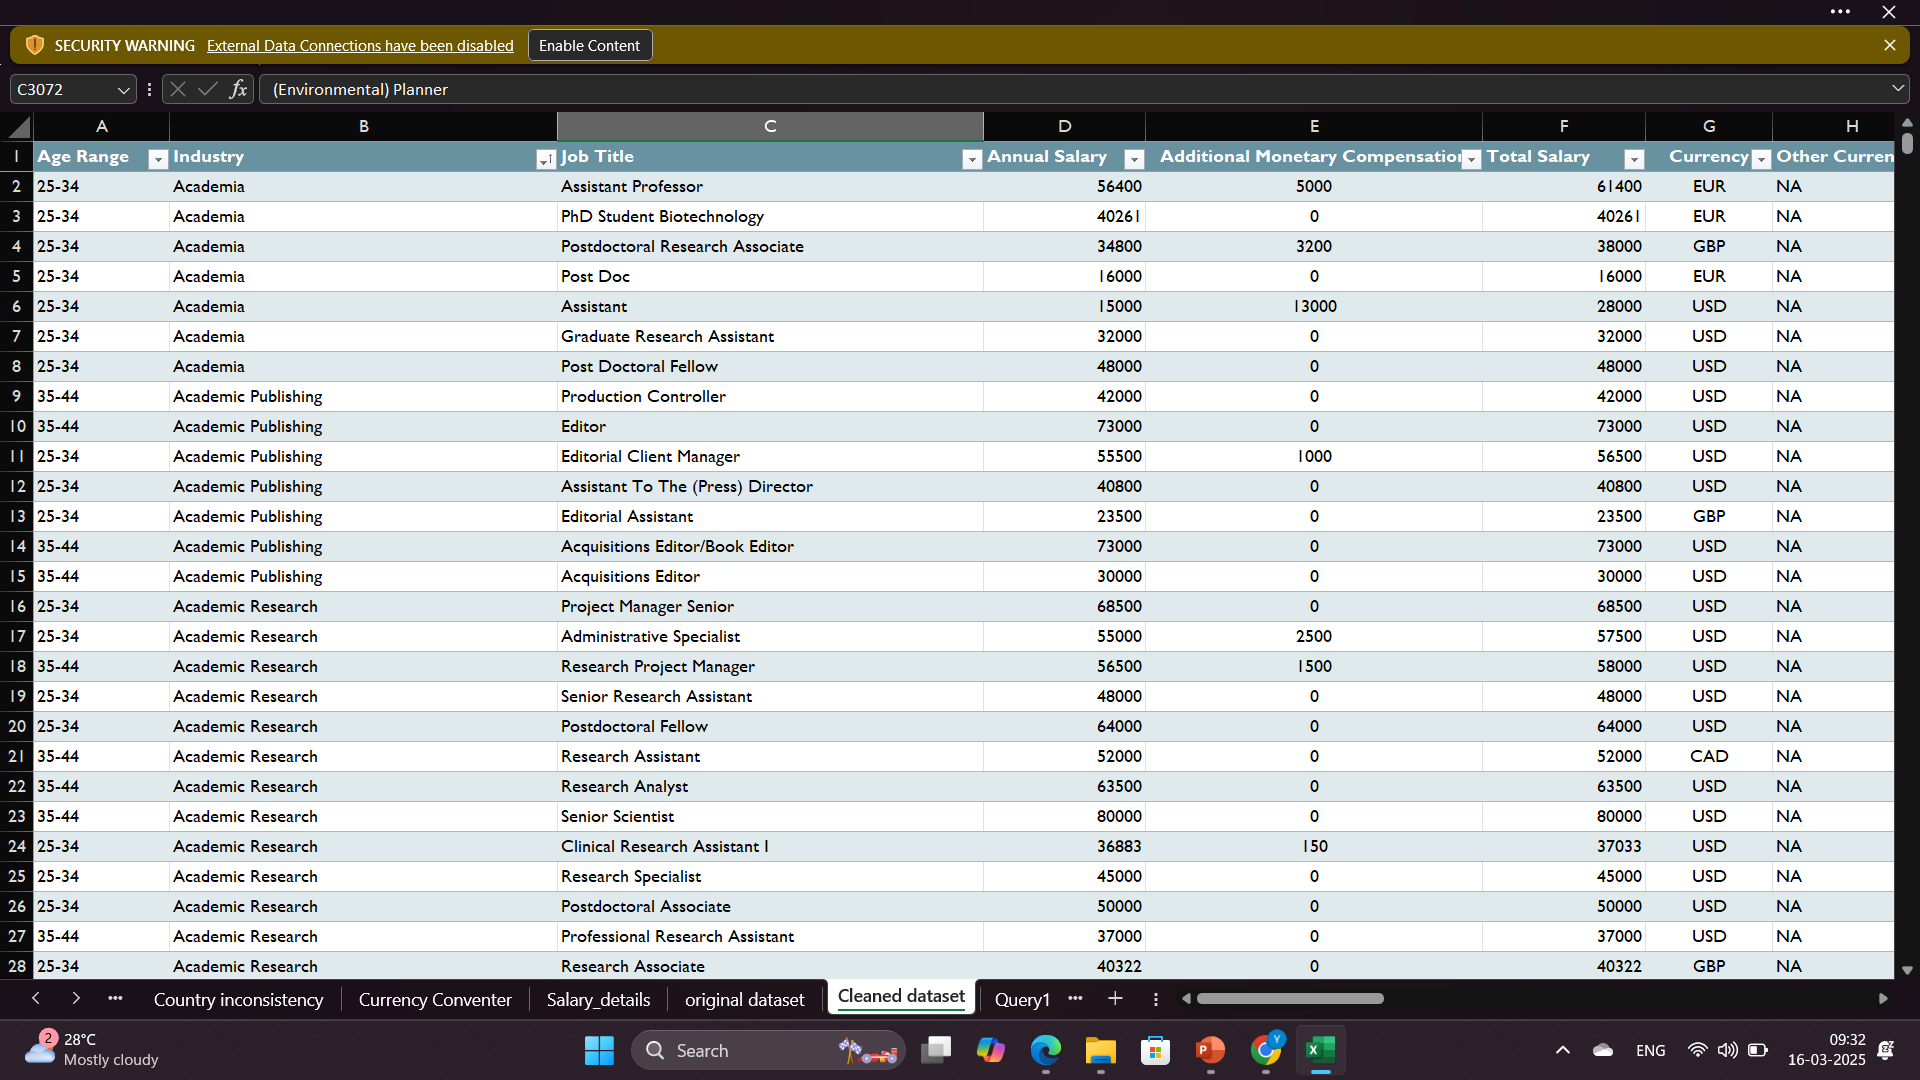 SECURITY WARNING External Data Connections have been disabled Enable Content
C3072 fx (Environmental) Planner
A B C D E F G H
1 Age Range Industry Job Title Annual Salary Additional Monetary Compensation Total Salary Currency Other Curren
2 25-34 Academia Assistant Professor 56400 5000 61400 EUR NA
3 25-34 Academia PhD Student Biotechnology 40261 0 40261 EUR NA
4 25-34 Academia Postdoctoral Research Associate 34800 3200 38000 GBP NA
5 25-34 Academia Post Doc 16000 0 16000 EUR NA
6 25-34 Academia Assistant 15000 13000 28000 USD NA
7 25-34 Academia Graduate Research Assistant 32000 0 32000 USD NA
8 25-34 Academia Post Doctoral Fellow 48000 0 48000 USD NA
9 35-44 Academic Publishing Production Controller 42000 0 42000 USD NA
10 35-44 Academic Publishing Editor 73000 0 73000 USD NA
11 25-34 Academic Publishing Editorial Client Manager 55500 1000 56500 USD NA
12 25-34 Academic Publishing Assistant To The (Press) Director 40800 0 40800 USD NA
13 25-34 Academic Publishing Editorial Assistant 23500 0 23500 GBP NA
14 35-44 Academic Publishing Acquisitions Editor/Book Editor 73000 0 73000 USD NA
15 35-44 Academic Publishing Acquisitions Editor 30000 0 30000 USD NA
16 25-34 Academic Research Project Manager Senior 68500 0 68500 USD NA
17 25-34 Academic Research Administrative Specialist 55000 2500 57500 USD NA
18 35-44 Academic Research Research Project Manager 56500 1500 58000 USD NA
19 25-34 Academic Research Senior Research Assistant 48000 0 48000 USD NA
20 25-34 Academic Research Postdoctoral Fellow 64000 0 64000 USD NA
21 35-44 Academic Research Research Assistant 52000 0 52000 CAD NA
22 35-44 Academic Research Research Analyst 63500 0 63500 USD NA
23 35-44 Academic Research Senior Scientist 80000 0 80000 USD NA
24 25-34 Academic Research Clinical Research Assistant I 36883 150 37033 USD NA
25 25-34 Academic Research Research Specialist 45000 0 45000 USD NA
26 25-34 Academic Research Postdoctoral Associate 50000 0 50000 USD NA
27 35-44 Academic Research Professional Research Assistant 37000 0 37000 USD NA
28 25-34 Academic Research Research Associate 40322 0 40322 GBP NA
Country inconsistency Currency Conventer Salary_details original dataset Cleaned dataset Query1
2 28°C
Mostly cloudy
Search
P
Y
X
ENG
09:32
16-03-2025